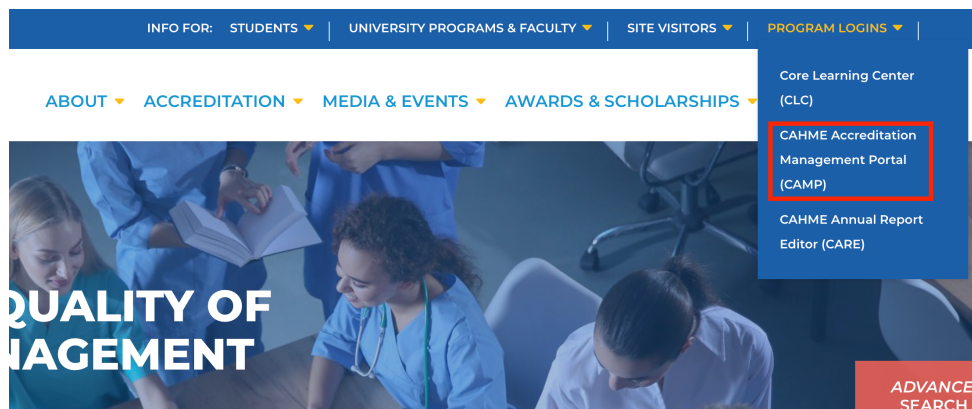 INFO FOR: STUDENTS UNIVERSITY PROGRAMS & FACULTY SITE VISITORS PROGRAM LOGINS
ABOUT ACCREDITATION MEDIA & EVENTS AWARDS & SCHOLARSHIPS
Core Learning Center
(CLC)
CAHME Accreditation
Management Portal
(CAMP)
CAHME Annual Report
Editor (CARE)
QUALITY OF
NAGEMENT
ADVANCE
SEARCH